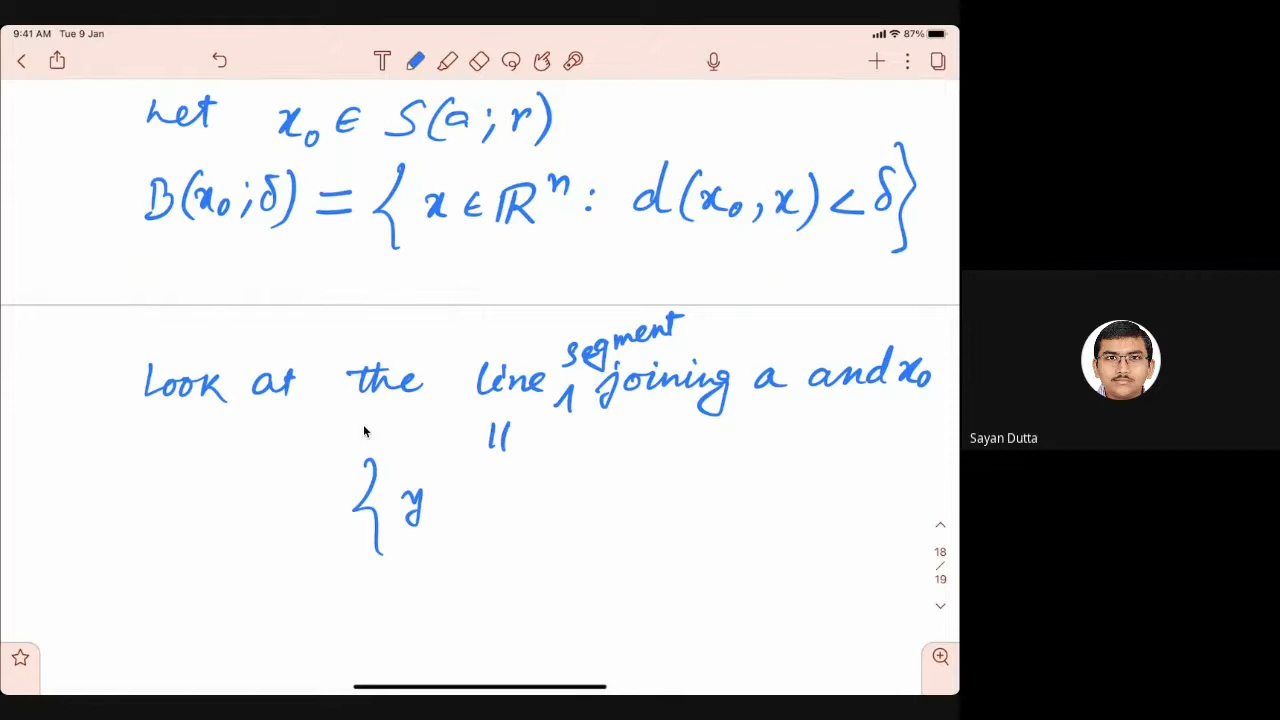 9:41 AM Tue 9 Jan
87%
T
Let x₀ ∈ S(a; r)
B(x₀; δ) = { x ∈ ℝⁿ : d(x₀, x) < δ }
segment
Look at the line ∧ joining a and x₀
||
{ y
18
/
19
Sayan Dutta